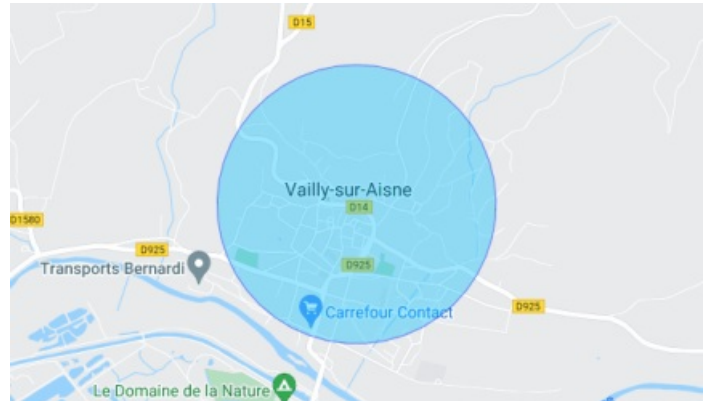 D15
Vailly-sur-Aisne
D14
D1580
D925
Transports Bernardi
D925
D925
Carrefour Contact
Le Domaine de la Nature